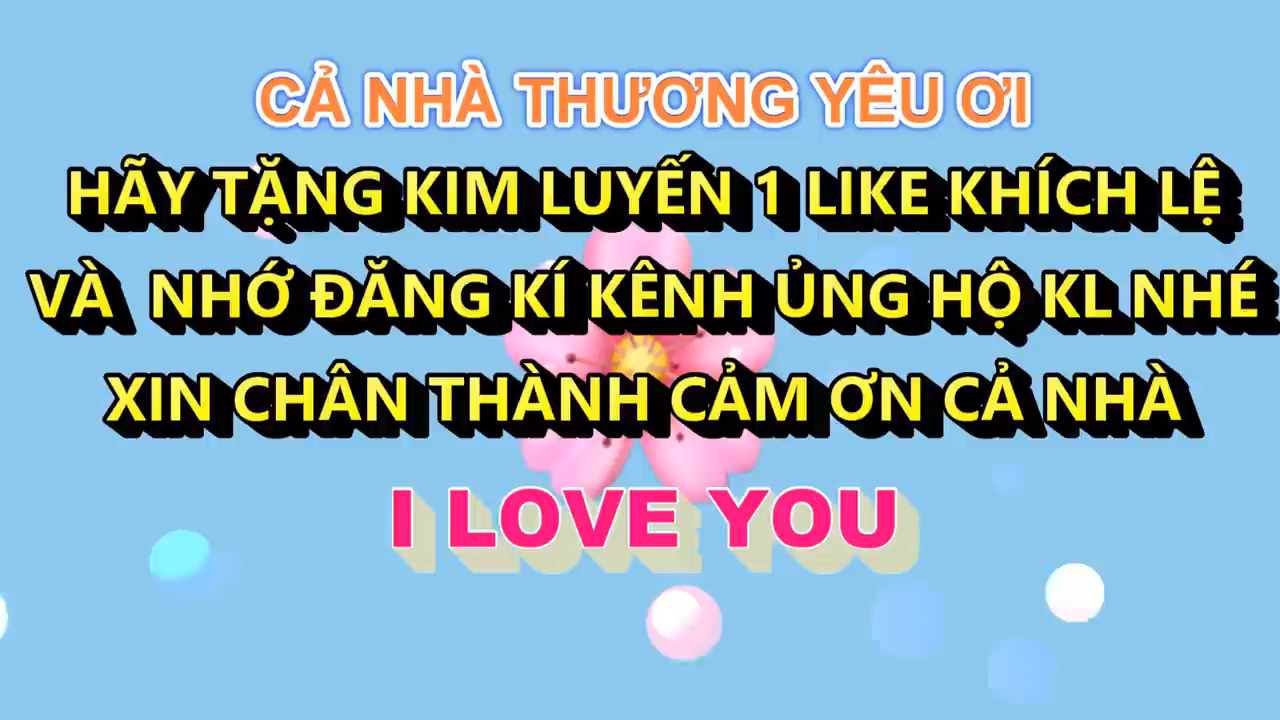 CẢ NHÀ THƯƠNG YÊU ƠI
HÃY TẶNG KIM LUYẾN 1 LIKE KHÍCH LỆ
VÀ NHỚ ĐĂNG KÍ KÊNH ỦNG HỘ KL NHÉ
XIN CHÂN THÀNH CẢM ƠN CẢ NHÀ
I LOVE YOU